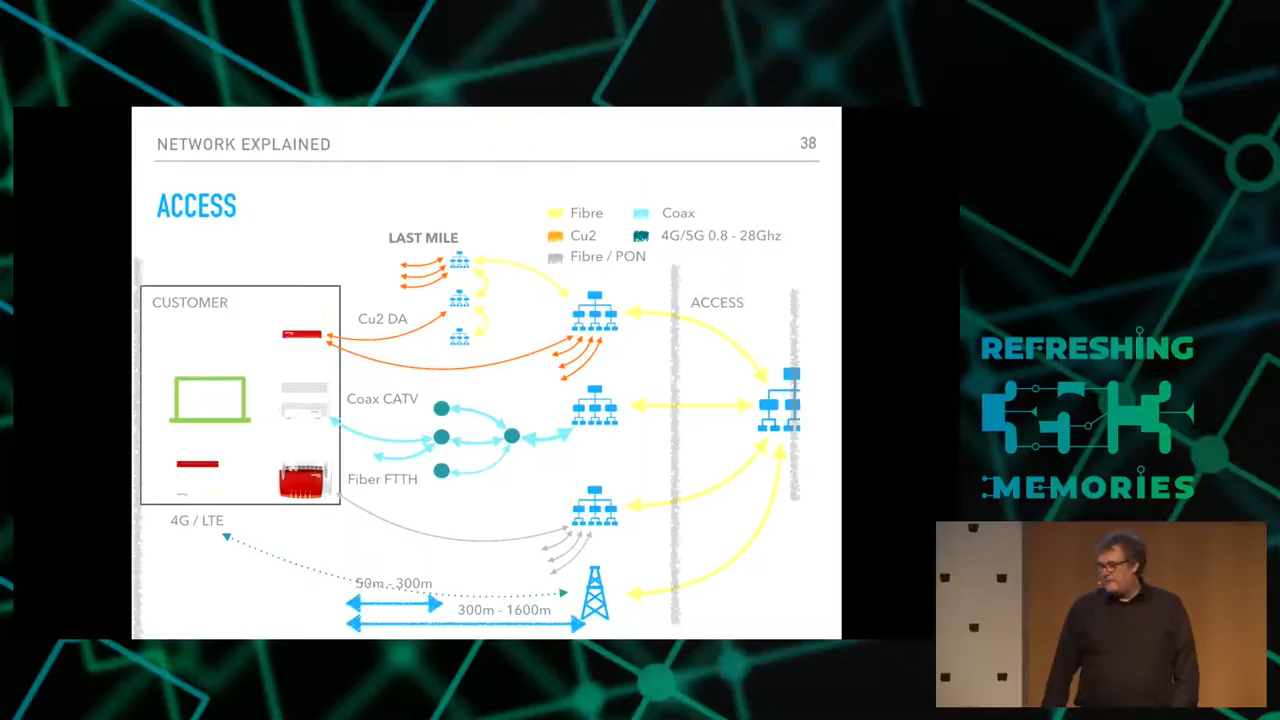 NETWORK EXPLAINED
38
ACCESS
Fibre
Coax
Cu2
4G/5G 0.8 - 28Ghz
Fibre / PON
LAST MILE
CUSTOMER
ACCESS
Cu2 DA
Coax CATV
Fiber FTTH
4G / LTE
50m - 300m
300m - 1600m
REFRESHING
MEMORIES